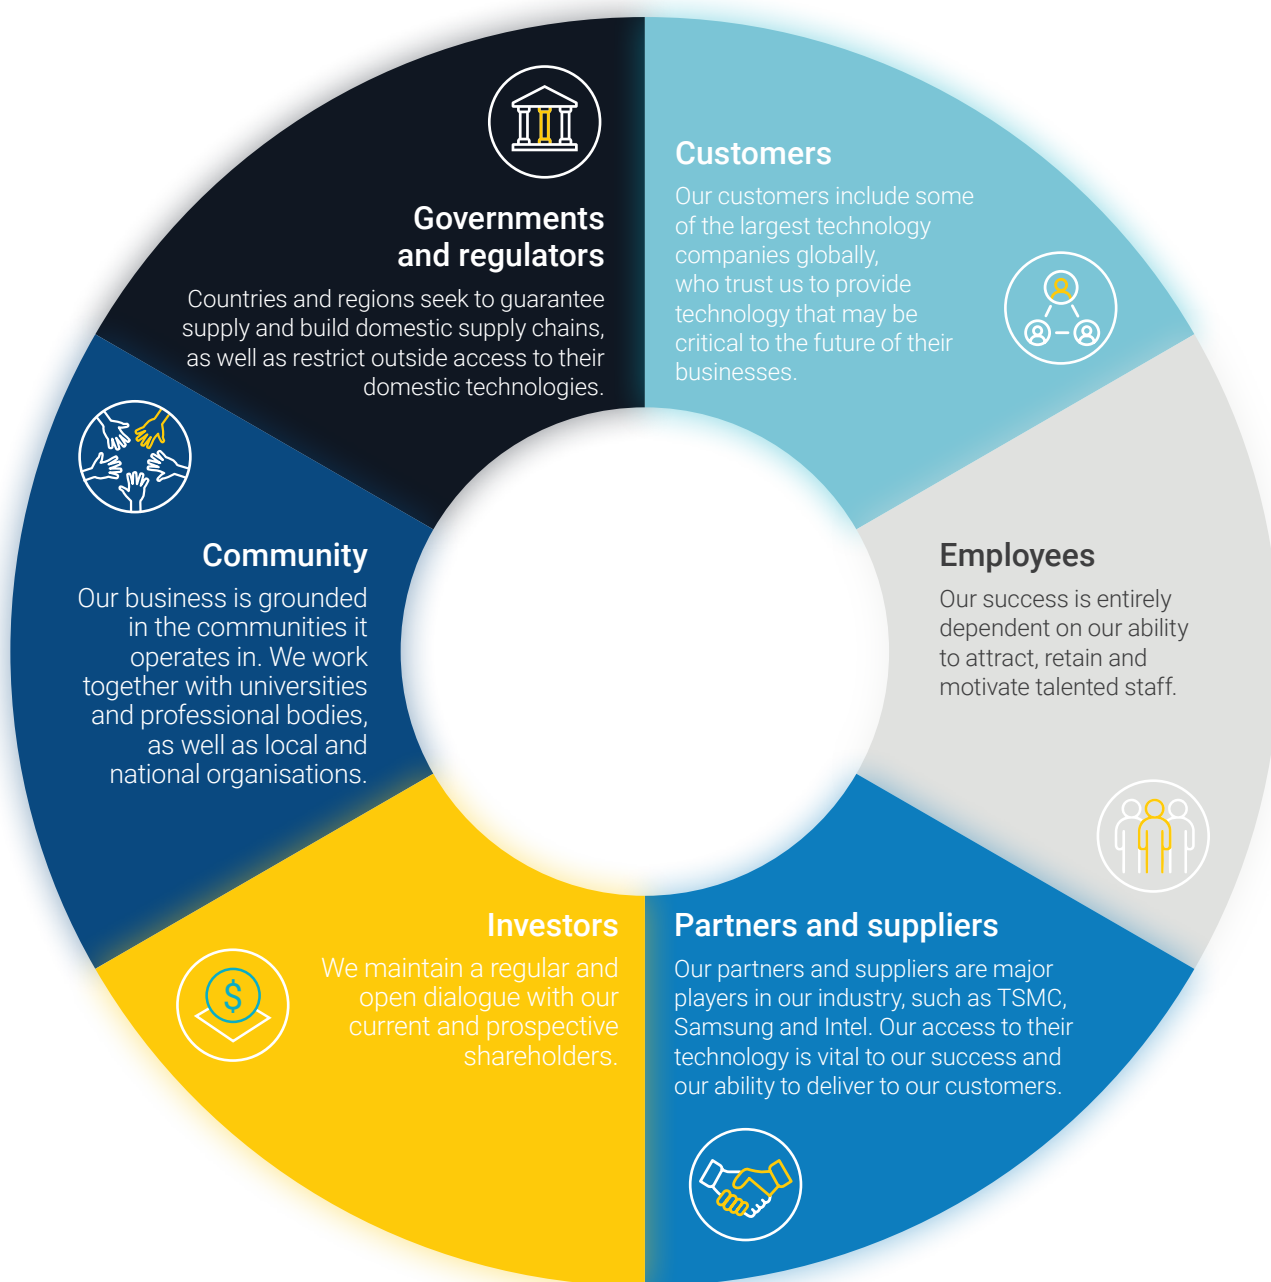 Governments
and regulators
Countries and regions seek to guarantee
supply and build domestic supply chains,
as well as restrict outside access to their
domestic technologies.
Customers
Our customers include some
of the largest technology
companies globally,
who trust us to provide
technology that may be
critical to the future of their
businesses.
Community
Our business is grounded
in the communities it
operates in. We work
together with universities
and professional bodies,
as well as local and
national organisations.
Employees
Our success is entirely
dependent on our ability
to attract, retain and
motivate talented staff.
Investors
We maintain a regular and
open dialogue with our
current and prospective
shareholders.
$
Partners and suppliers
Our partners and suppliers are major
players in our industry, such as TSMC,
Samsung and Intel. Our access to their
technology is vital to our success and
our ability to deliver to our customers.